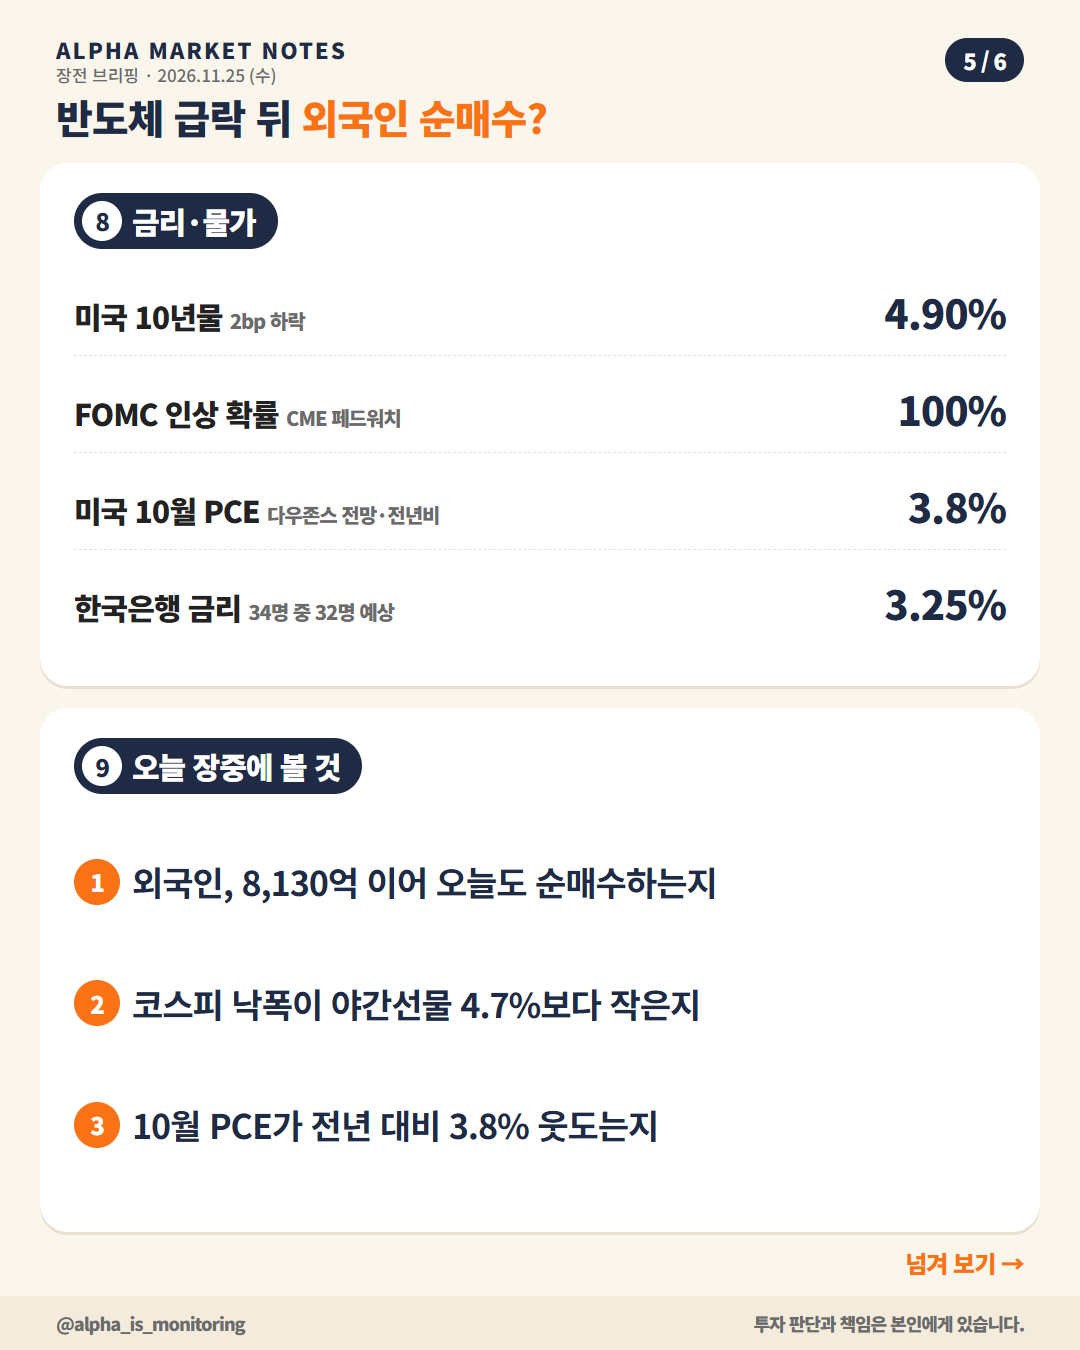 ALPHA MARKET NOTES
5 / 6
장전 브리핑 · 2026.11.25 (수)
반도체 급락 뒤 외국인 순매수?
8 금리·물가
미국 10년물 2bp 하락 4.90%
FOMC 인상 확률 CME 페드워치 100%
미국 10월 PCE 다우존스 전망·전년비 3.8%
한국은행 금리 34명 중 32명 예상 3.25%
9 오늘 장중에 볼 것
1 외국인, 8,130억 이어 오늘도 순매수하는지
2 코스피 낙폭이 야간선물 4.7%보다 작은지
3 10월 PCE가 전년 대비 3.8% 웃도는지
넘겨 보기 →
@alpha_is_monitoring
투자 판단과 책임은 본인에게 있습니다.